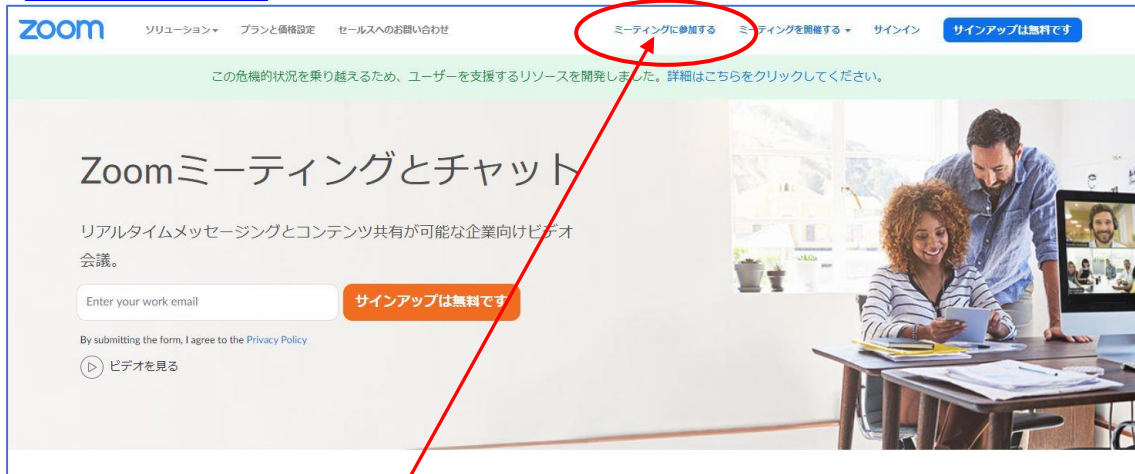 zoom
ソリューション▾ プランと価格設定 セールスへのお問い合わせ ミーティングに参加する ミーティングを開催する ▾ サインイン サインアップは無料です
この危機的状況を乗り越えるため、ユーザーを支援するリソースを開発しました。詳細はこちらをクリックしてください。
Zoomミーティングとチャット
リアルタイムメッセージングとコンテンツ共有が可能な企業向けビデオ
会議。
Enter your work email サインアップは無料です
By submitting the form, I agree to the Privacy Policy
ビデオを見る